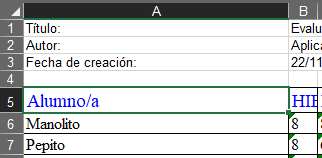 A B
1 Título: Evalu
2 Autor: Aplica
3 Fecha de creación: 22/11
4
5 Alumno/a HIE
6 Manolito 8
7 Pepito 8